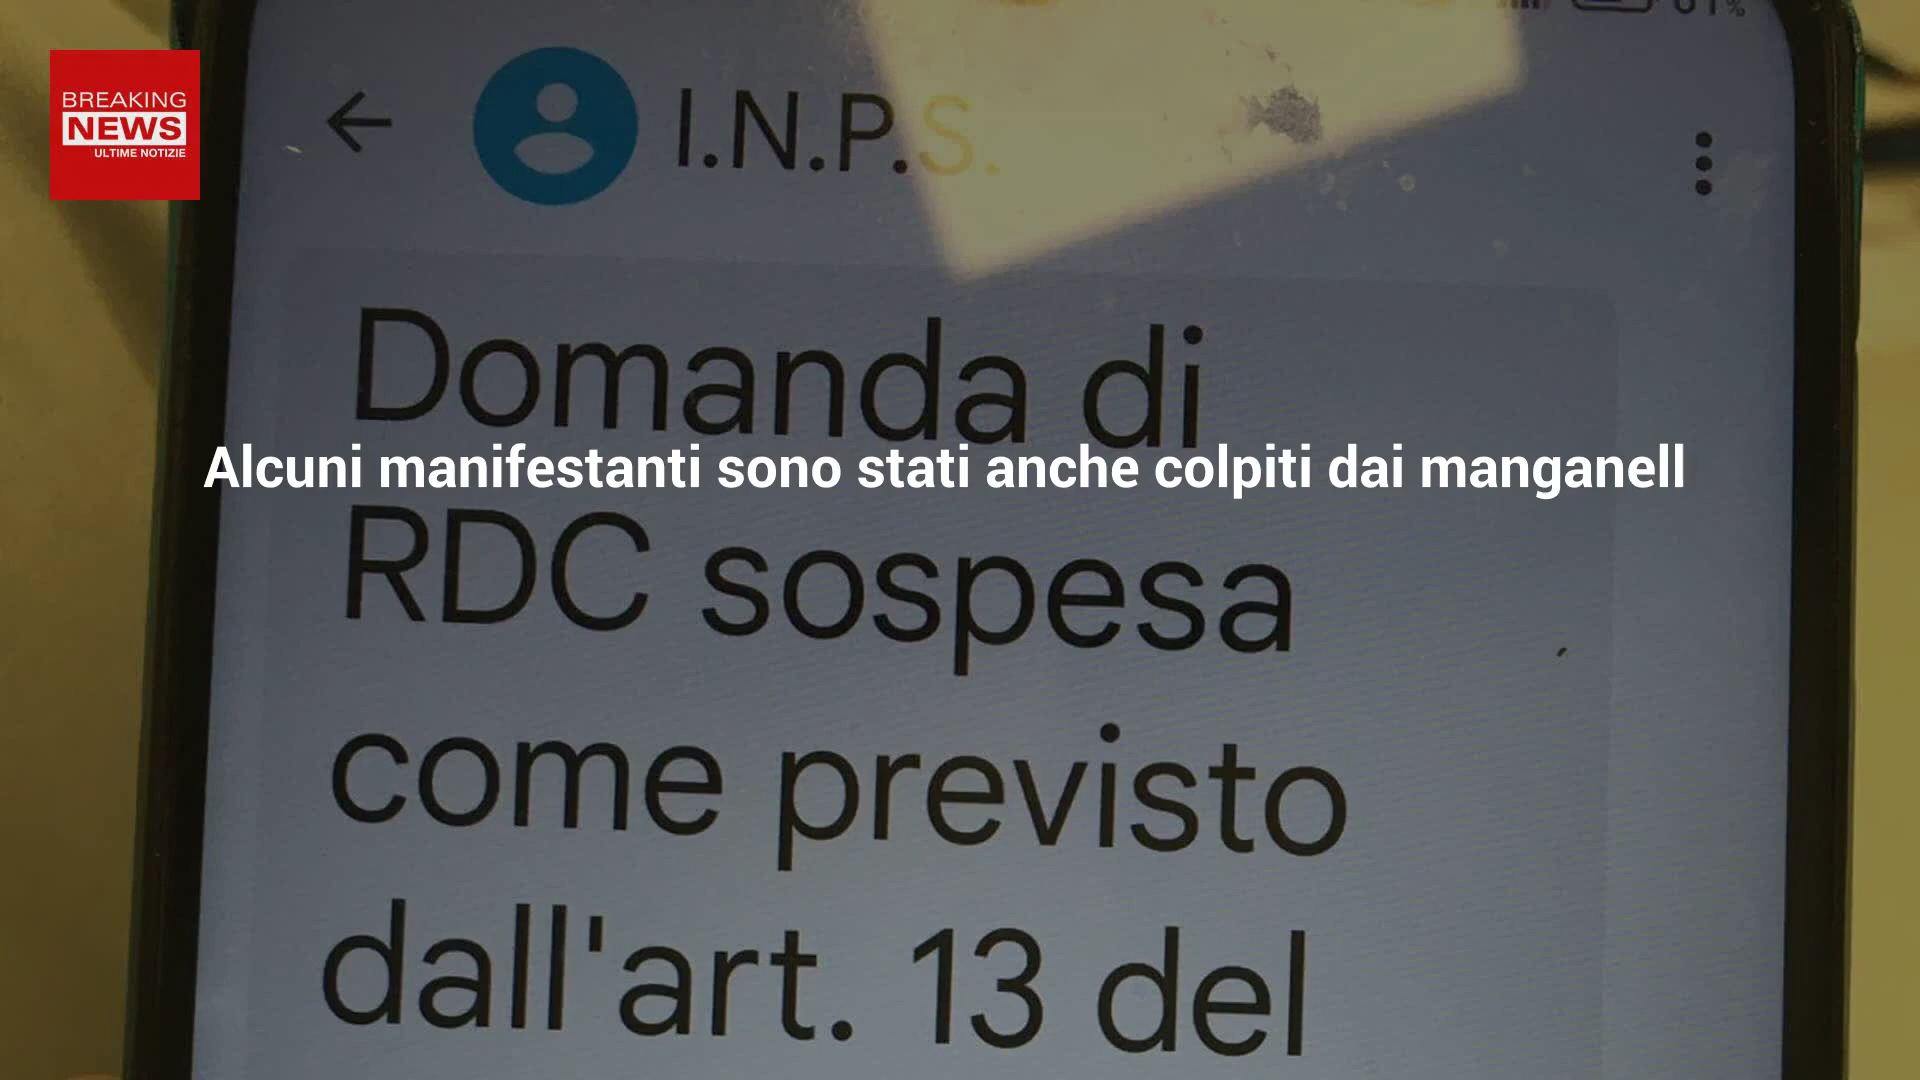 61%
BREAKING
NEWS
ULTIME NOTIZIE
I.N.P.S.
Domanda di
Alcuni manifestanti sono stati anche colpiti dai manganell
RDC sospesa
come previsto
dall'art. 13 del